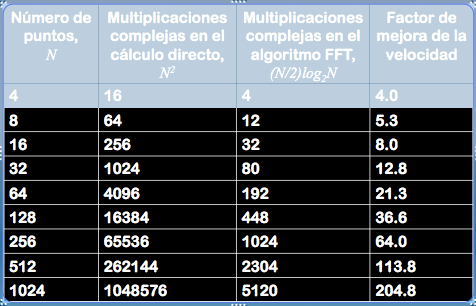 Número de Multiplicaciones Multiplicaciones Factor de
puntos, complejas en el complejas en el mejora de la
N cálculo directo, algoritmo FFT, velocidad
N² (N/2)log₂N
4 16 4 4.0
8 64 12 5.3
16 256 32 8.0
32 1024 80 12.8
64 4096 192 21.3
128 16384 448 36.6
256 65536 1024 64.0
512 262144 2304 113.8
1024 1048576 5120 204.8